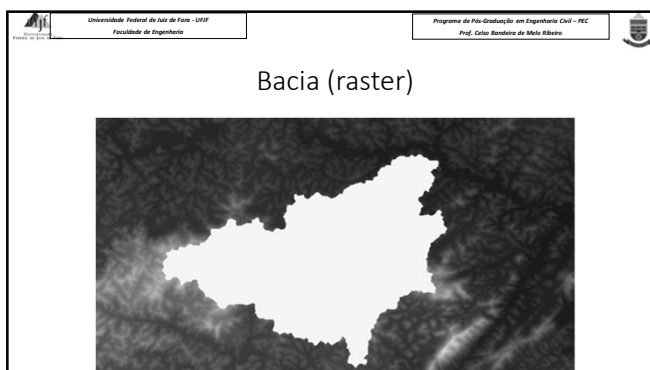 Universidade Federal de Juiz de Fora - UFJF
Faculdade de Engenharia
Programa de Pós-Graduação em Engenharia Civil – PEC
Prof. Celso Bandeira de Melo Ribeiro
Bacia (raster)